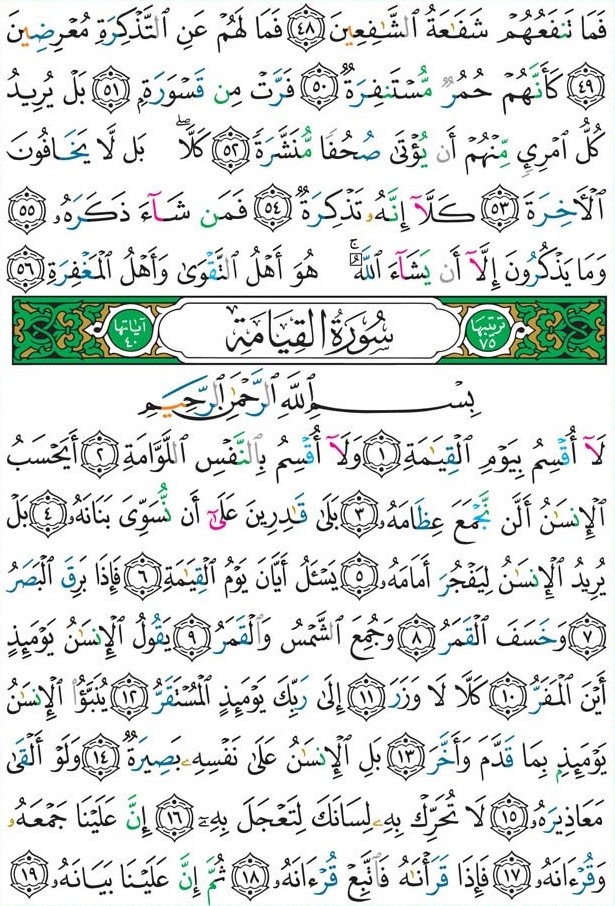 فَمَا تَنفَعُهُمْ شَفَٰعَةُ ٱلشَّٰفِعِينَ ٤٨ فَمَا لَهُمْ عَنِ ٱلتَّذْكِرَةِ مُعْرِضِينَ
٤٩ كَأَنَّهُمْ حُمُرٌ مُّسْتَنفِرَةٌ ٥٠ فَرَّتْ مِن قَسْوَرَةٍۭ ٥١ بَلْ يُرِيدُ
كُلُّ ٱمْرِئٍ مِّنْهُمْ أَن يُؤْتَىٰ صُحُفًا مُّنَشَّرَةً ٥٢ كَلَّاۖ بَل لَّا يَخَافُونَ
ٱلْأَخِرَةَ ٥٣ كَلَّآ إِنَّهُۥ تَذْكِرَةٌ ٥٤ فَمَن شَآءَ ذَكَرَهُۥ ٥٥
وَمَا يَذْكُرُونَ إِلَّآ أَن يَشَآءَ ٱللَّهُۚ هُوَ أَهْلُ ٱلتَّقْوَىٰ وَأَهْلُ ٱلْمَغْفِرَةِ ٥٦
ترتيبها ٧٥ سُورَةُ الْقِيَامَةِ آياتها ٤٠
بِسْمِ ٱللَّهِ ٱلرَّحْمَٰنِ ٱلرَّحِيمِ
لَآ أُقْسِمُ بِيَوْمِ ٱلْقِيَٰمَةِ ١ وَلَآ أُقْسِمُ بِٱلنَّفْسِ ٱللَّوَّامَةِ ٢ أَيَحْسَبُ
ٱلْإِنسَٰنُ أَلَّن نَّجْمَعَ عِظَامَهُۥ ٣ بَلَىٰ قَٰدِرِينَ عَلَىٰٓ أَن نُّسَوِّىَ بَنَانَهُۥ ٤ بَلْ
يُرِيدُ ٱلْإِنسَٰنُ لِيَفْجُرَ أَمَامَهُۥ ٥ يَسْـَٔلُ أَيَّانَ يَوْمُ ٱلْقِيَٰمَةِ ٦ فَإِذَا بَرِقَ ٱلْبَصَرُ
٧ وَخَسَفَ ٱلْقَمَرُ ٨ وَجُمِعَ ٱلشَّمْسُ وَٱلْقَمَرُ ٩ يَقُولُ ٱلْإِنسَٰنُ يَوْمَئِذٍ
أَيْنَ ٱلْمَفَرُّ ١٠ كَلَّا لَا وَزَرَ ١١ إِلَىٰ رَبِّكَ يَوْمَئِذٍ ٱلْمُسْتَقَرُّ ١٢ يُنَبَّؤُا۟ ٱلْإِنسَٰنُ
يَوْمَئِذٍۭ بِمَا قَدَّمَ وَأَخَّرَ ١٣ بَلِ ٱلْإِنسَٰنُ عَلَىٰ نَفْسِهِۦ بَصِيرَةٌ ١٤ وَلَوْ أَلْقَىٰ
مَعَاذِيرَهُۥ ١٥ لَا تُحَرِّكْ بِهِۦ لِسَانَكَ لِتَعْجَلَ بِهِۦٓ ١٦ إِنَّ عَلَيْنَا جَمْعَهُۥ
وَقُرْءَانَهُۥ ١٧ فَإِذَا قَرَأْنَٰهُ فَٱتَّبِعْ قُرْءَانَهُۥ ١٨ ثُمَّ إِنَّ عَلَيْنَا بَيَانَهُۥ ١٩